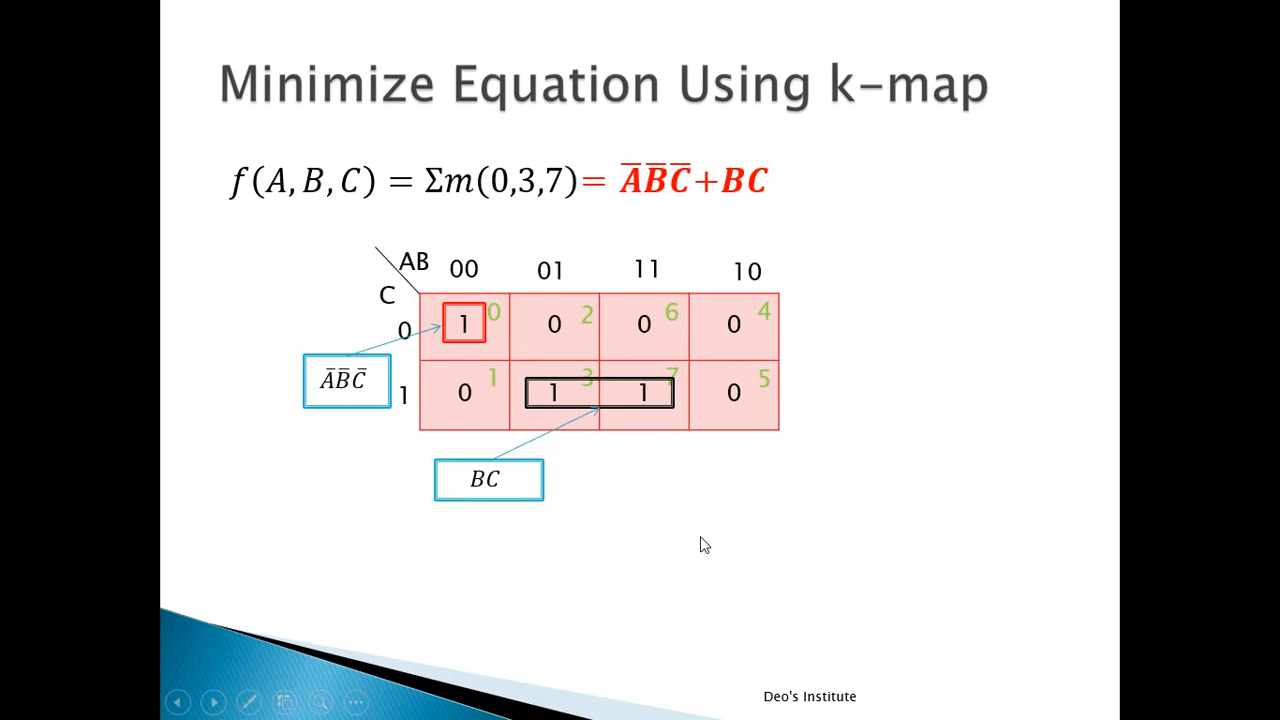 Minimize Equation Using k-map
f(A, B, C) = Σm(0,3,7)= A̅B̅C̅+BC
AB 00 01 11 10
C
0 1 0 0 2 0 6 0 4
A̅B̅C̅
1 0 1 1 3 1 7 0 5
BC
Deo's Institute